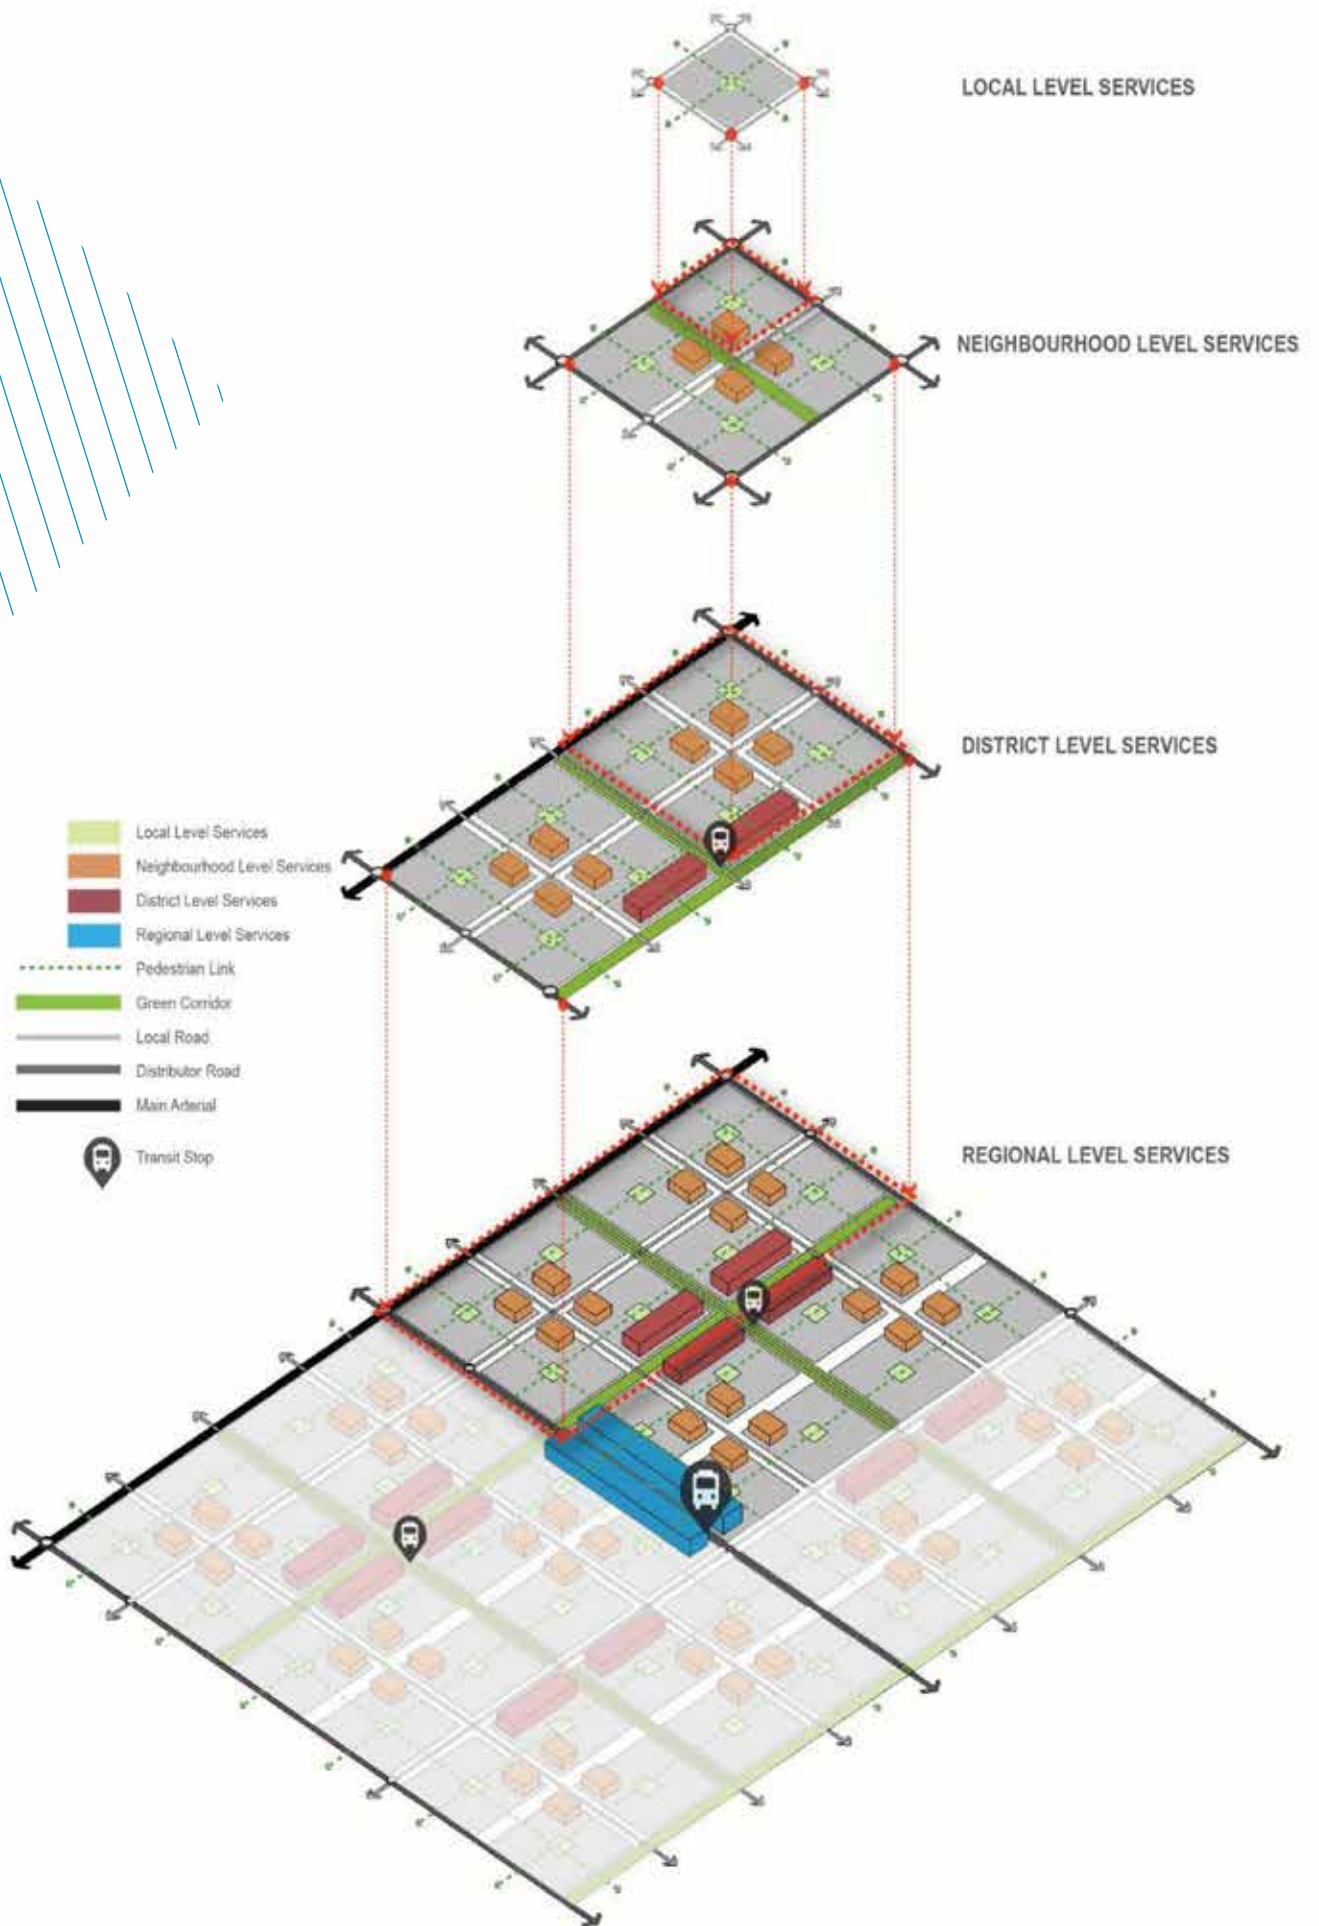 LOCAL LEVEL SERVICES
NEIGHBOURHOOD LEVEL SERVICES
DISTRICT LEVEL SERVICES
Local Level Services
Neighbourhood Level Services
District Level Services
Regional Level Services
Pedestrian Link
Green Corridor
Local Road
Distributor Road
Main Arterial
Transit Stop
REGIONAL LEVEL SERVICES